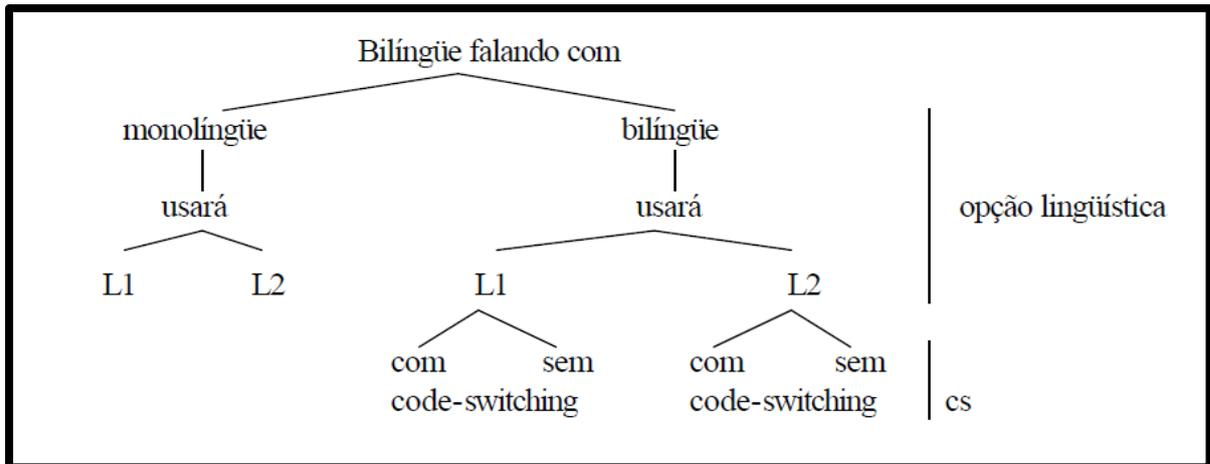 Bilíngüe falando com
monolíngüe bilíngüe
usará usará opção lingüística
L1 L2 L1 L2
com sem com sem
code-switching code-switching cs